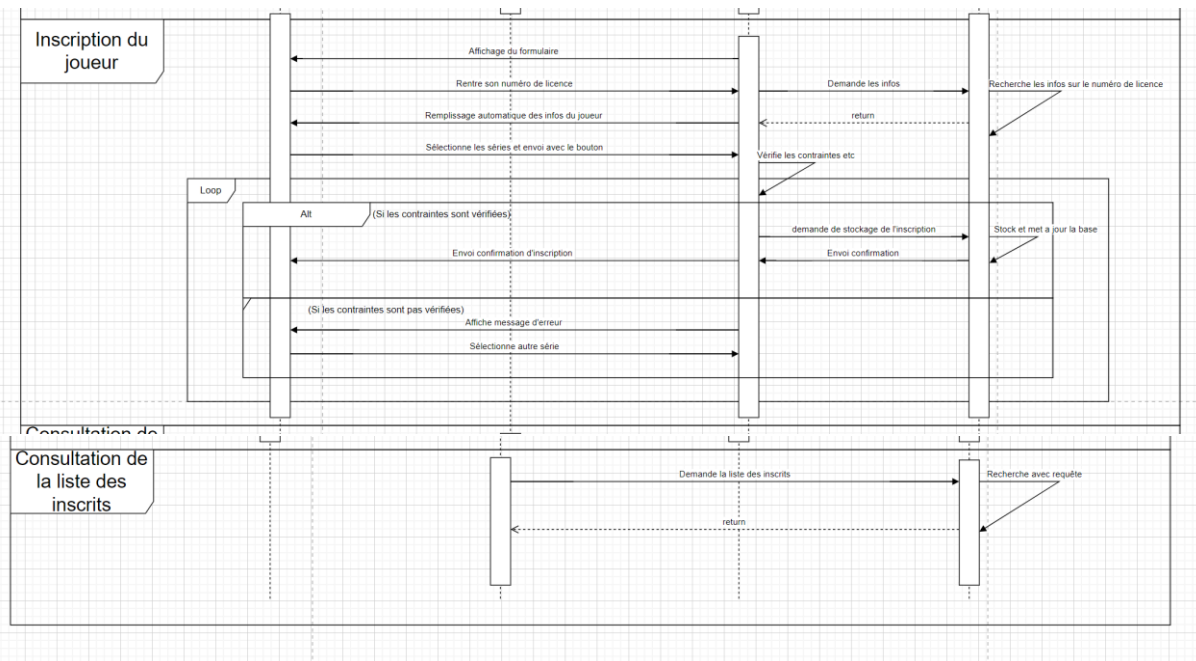 Inscription du
joueur
Affichage du formulaire
Rentre son numéro de licence
Demande les infos
Recherche les infos sur le numéro de licence
Remplissage automatique des infos du joueur
return
Sélectionne les séries et envoi avec le bouton
Vérifie les contraintes etc
Loop
Alt
(Si les contraintes sont vérifiées)
demande de stockage de l'inscription
Stock et met a jour la base
Envoi confirmation d'inscription
Envoi confirmation
(Si les contraintes sont pas vérifiées)
Affiche message d'erreur
Sélectionne autre série
Consultation de
Consultation de
la liste des
inscrits
Demande la liste des inscrits
Recherche avec requête
return